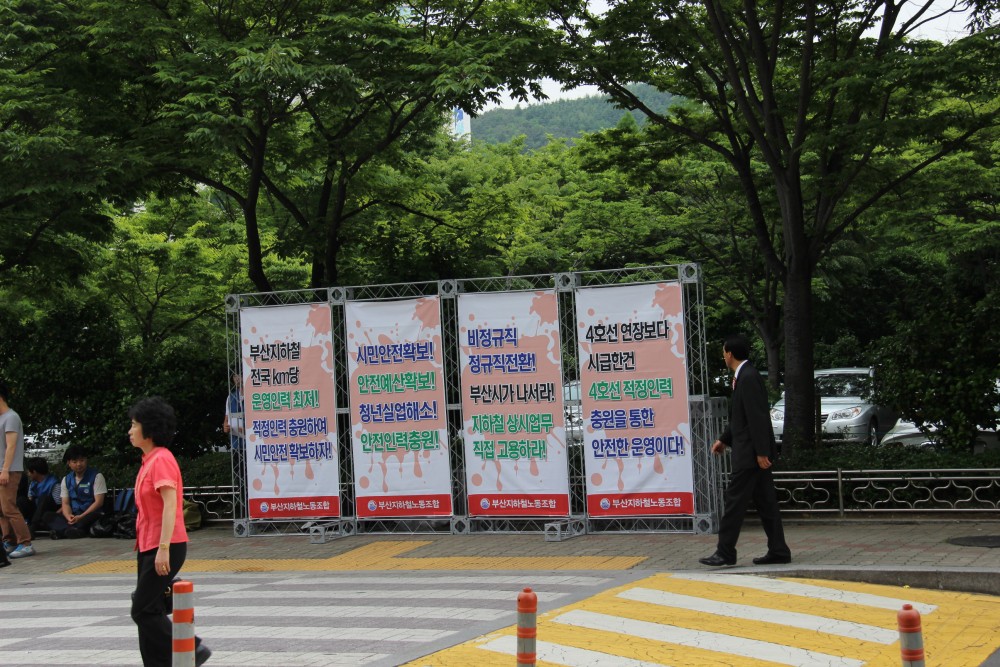 부산지하철
전국 km당
운영인력 최저!
적정인력 충원하여
시민안전 확보하자!
부산지하철노동조합
시민안전확보!
안전예산확보!
청년실업해소!
안전인력충원!
부산지하철노동조합
비정규직
정규직전환!
부산시가 나서라!
지하철 상시업무
직접 고용하라!
부산지하철노동조합
4호선 연장보다
시급한건
4호선 적정인력
충원을 통한
안전한 운영이다!
부산지하철노동조합